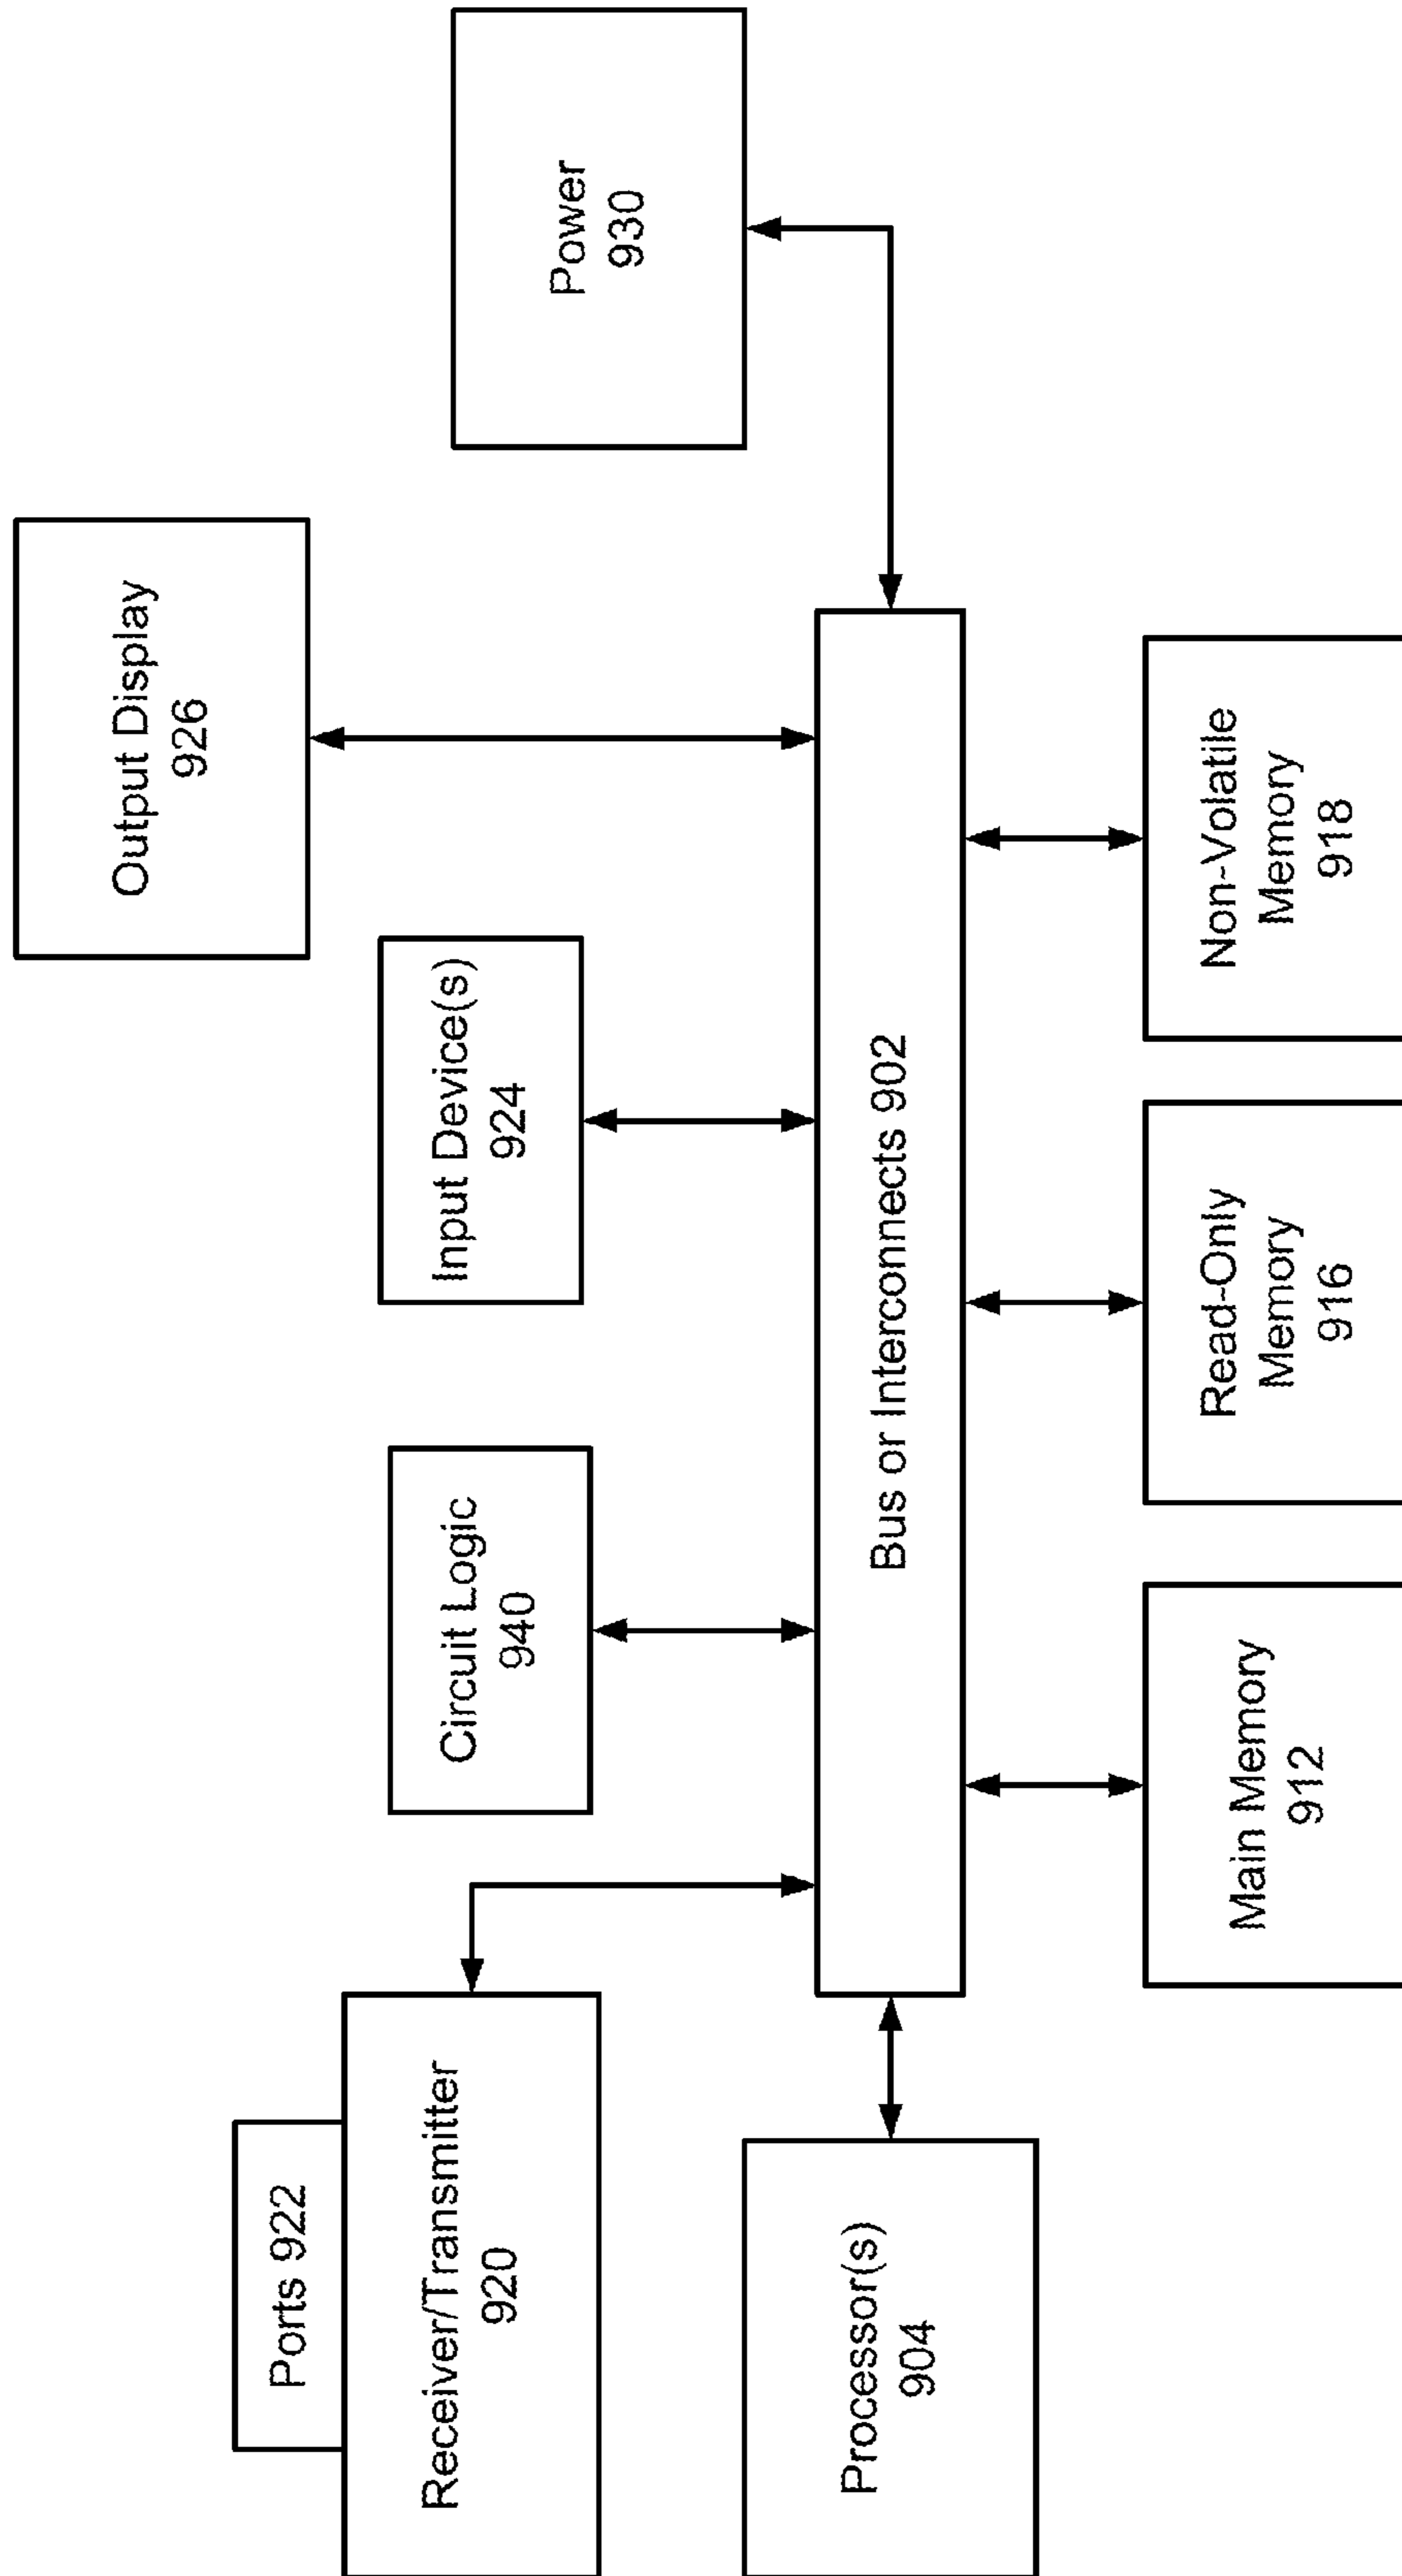 Ports 922
Receiver/Transmitter
920
Circuit Logic
940
Input Device(s)
924
Output Display
926
Power
930
Processor(s)
904
Bus or Interconnects 902
Main Memory
912
Read-Only
Memory
916
Non-Volatile
Memory
918